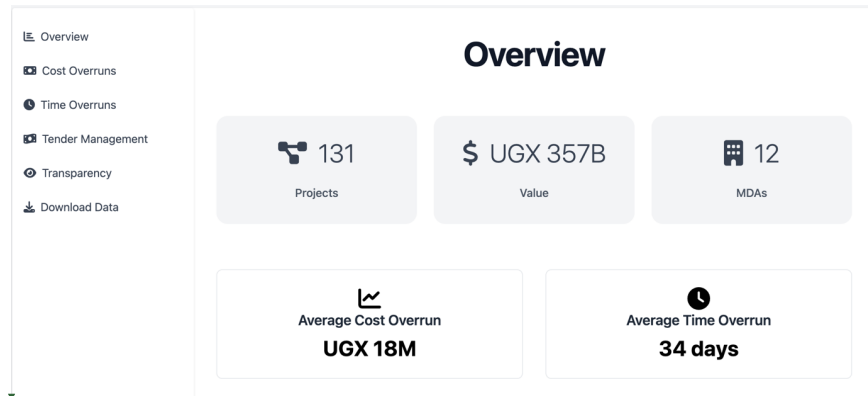 Overview
Cost Overruns
Time Overruns
Tender Management
Transparency
Download Data
Overview
131
Projects
$ UGX 357B
Value
12
MDAs
Average Cost Overrun
UGX 18M
Average Time Overrun
34 days